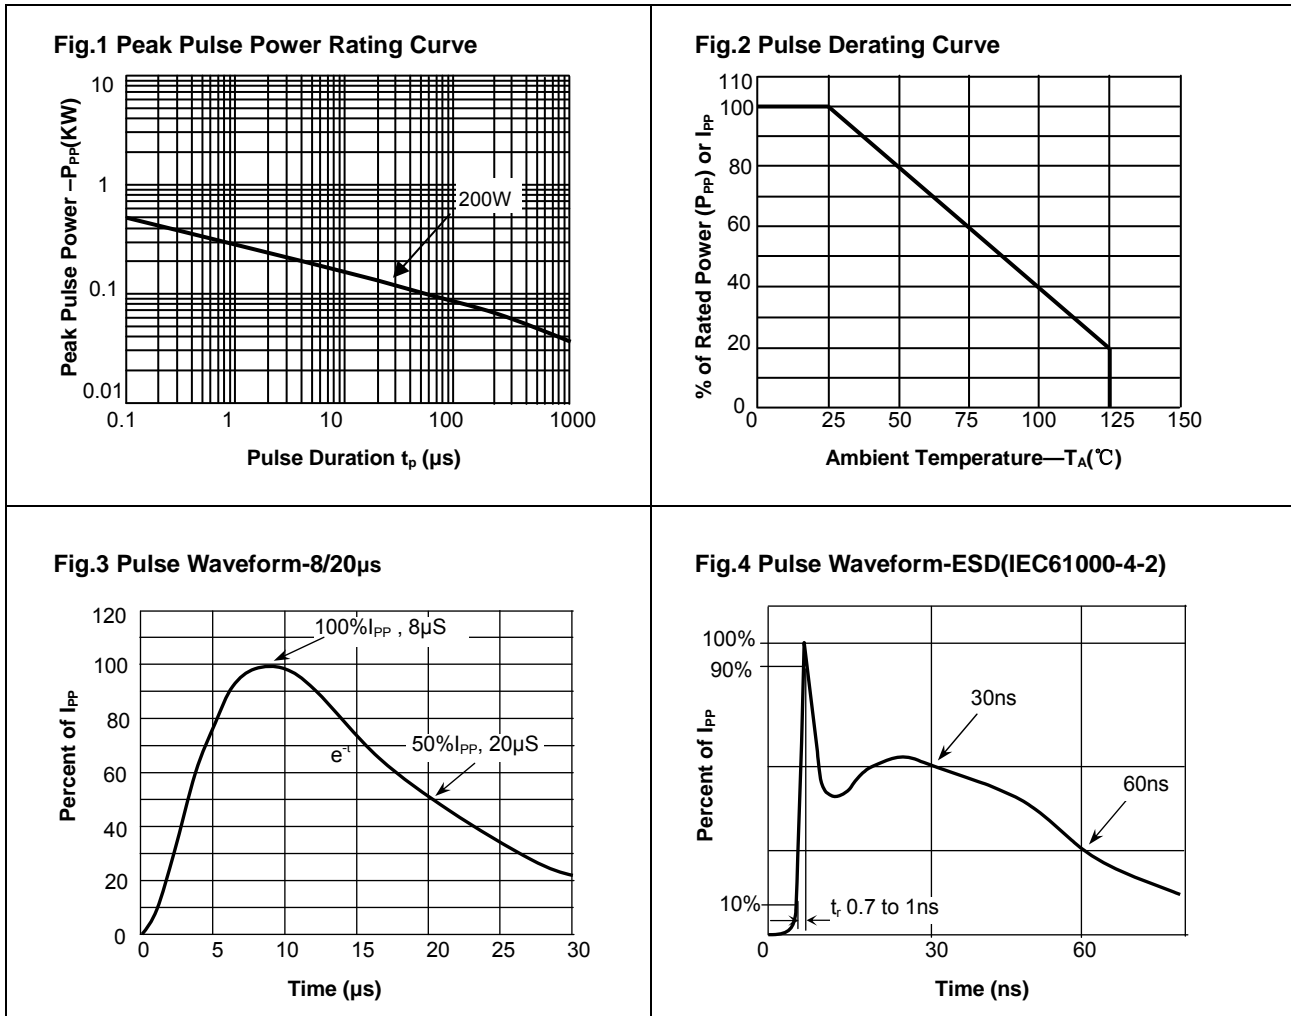 Fig.1 Peak Pulse Power Rating Curve
Peak Pulse Power –PPP(KW)
10
1
0.1
0.01
200W
0.1 1 10 100 1000
Pulse Duration tp (µs)
Fig.2 Pulse Derating Curve
% of Rated Power (PPP) or IPP
110
100
80
60
40
20
0
25 50 75 100 125 150
Ambient Temperature—TA(℃)
Fig.3 Pulse Waveform-8/20µs
Percent of IPP
120
100
80
60
40
20
0
100%IPP , 8µS
e-t
50%IPP, 20µS
0 5 10 15 20 25 30
Time (µs)
Fig.4 Pulse Waveform-ESD(IEC61000-4-2)
Percent of IPP
100%
90%
10%
30ns
60ns
tr 0.7 to 1ns
0 30 60
Time (ns)